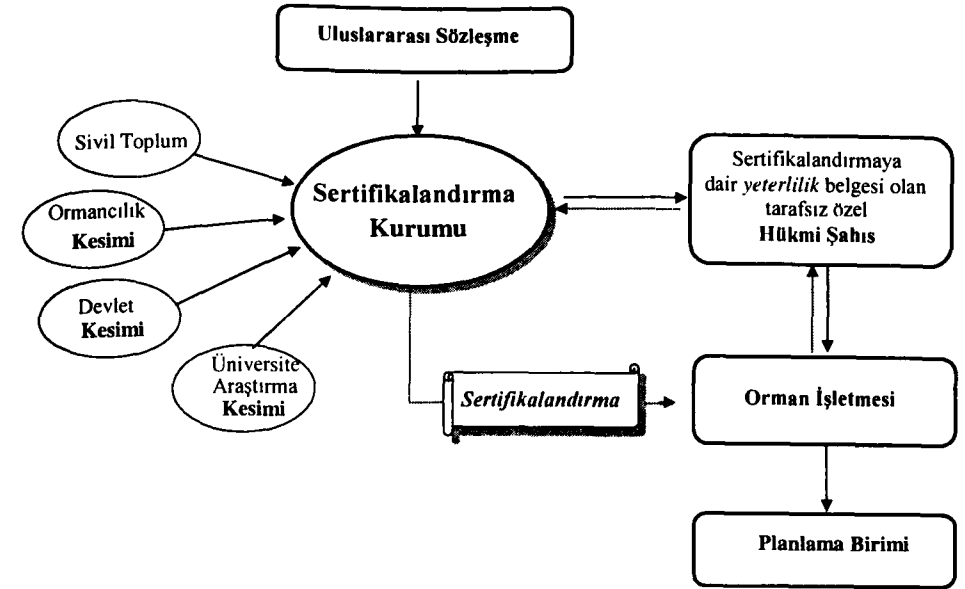 Uluslararası Sözleşme
Sivil Toplum
Ormancılık
Kesimi
Devlet
Kesimi
Üniversite
Araştırma
Kesimi
Sertifikalandırma
Kurumu
Sertifikalandırmaya
dair yeterlilik belgesi olan
tarafsız özel
Hükmi Şahıs
Sertifikalandırma
Orman İşletmesi
Planlama Birimi